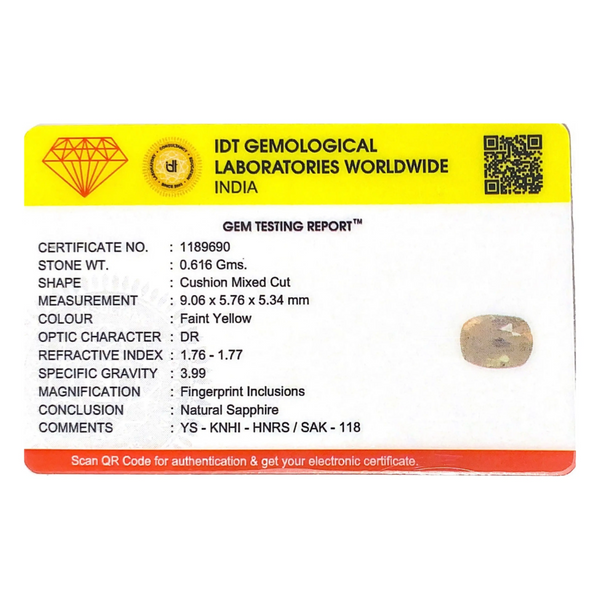 IDT GEMOLOGICAL
LABORATORIES WORLDWIDE
INDIA
GEM TESTING REPORT™
CERTIFICATE NO. : 1189690
STONE WT. : 0.616 Gms.
SHAPE : Cushion Mixed Cut
MEASUREMENT : 9.06 x 5.76 x 5.34 mm
COLOUR : Faint Yellow
OPTIC CHARACTER : DR
REFRACTIVE INDEX : 1.76 - 1.77
SPECIFIC GRAVITY : 3.99
MAGNIFICATION : Fingerprint Inclusions
CONCLUSION : Natural Sapphire
COMMENTS : YS - KNHI - HNRS / SAK - 118
Scan QR Code for authentication & get your electronic certificate.